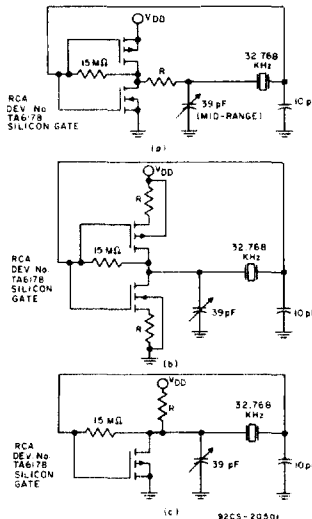 VDD
32.768
KHz
15 MΩ
R
RCA
DEV No.
TA6178
SILICON GATE
39 pF
(MID-RANGE)
10 pF
(a)
VDD
R
RCA
DEV No.
TA6178
SILICON
GATE
15 MΩ
32.768
KHz
39 pF
10 pF
R
(b)
VDD
R
32.768
KHz
15 MΩ
RCA
DEV No.
TA6178
SILICON
GATE
39 pF
10 pF
(c)